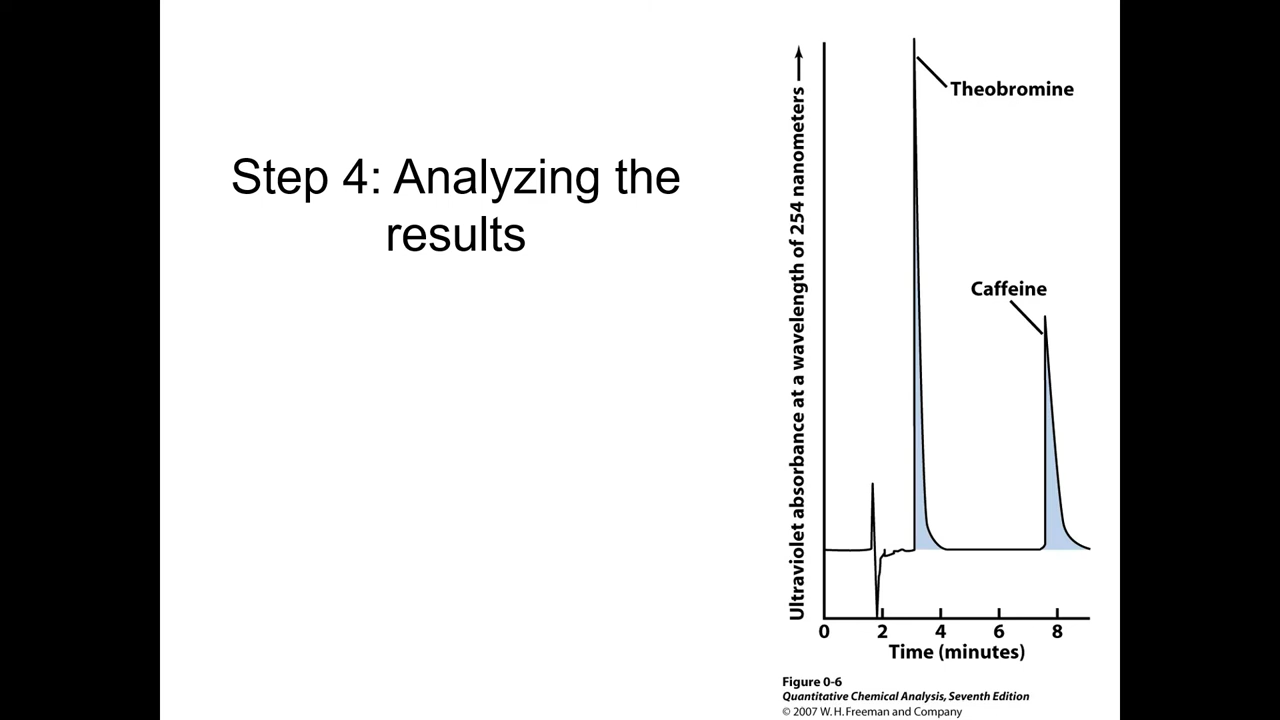 Step 4: Analyzing the
results
Ultraviolet absorbance at a wavelength of 254 nanometers
Theobromine
Caffeine
0 2 4 6 8
Time (minutes)
Figure 0-6
Quantitative Chemical Analysis, Seventh Edition
© 2007 W. H. Freeman and Company